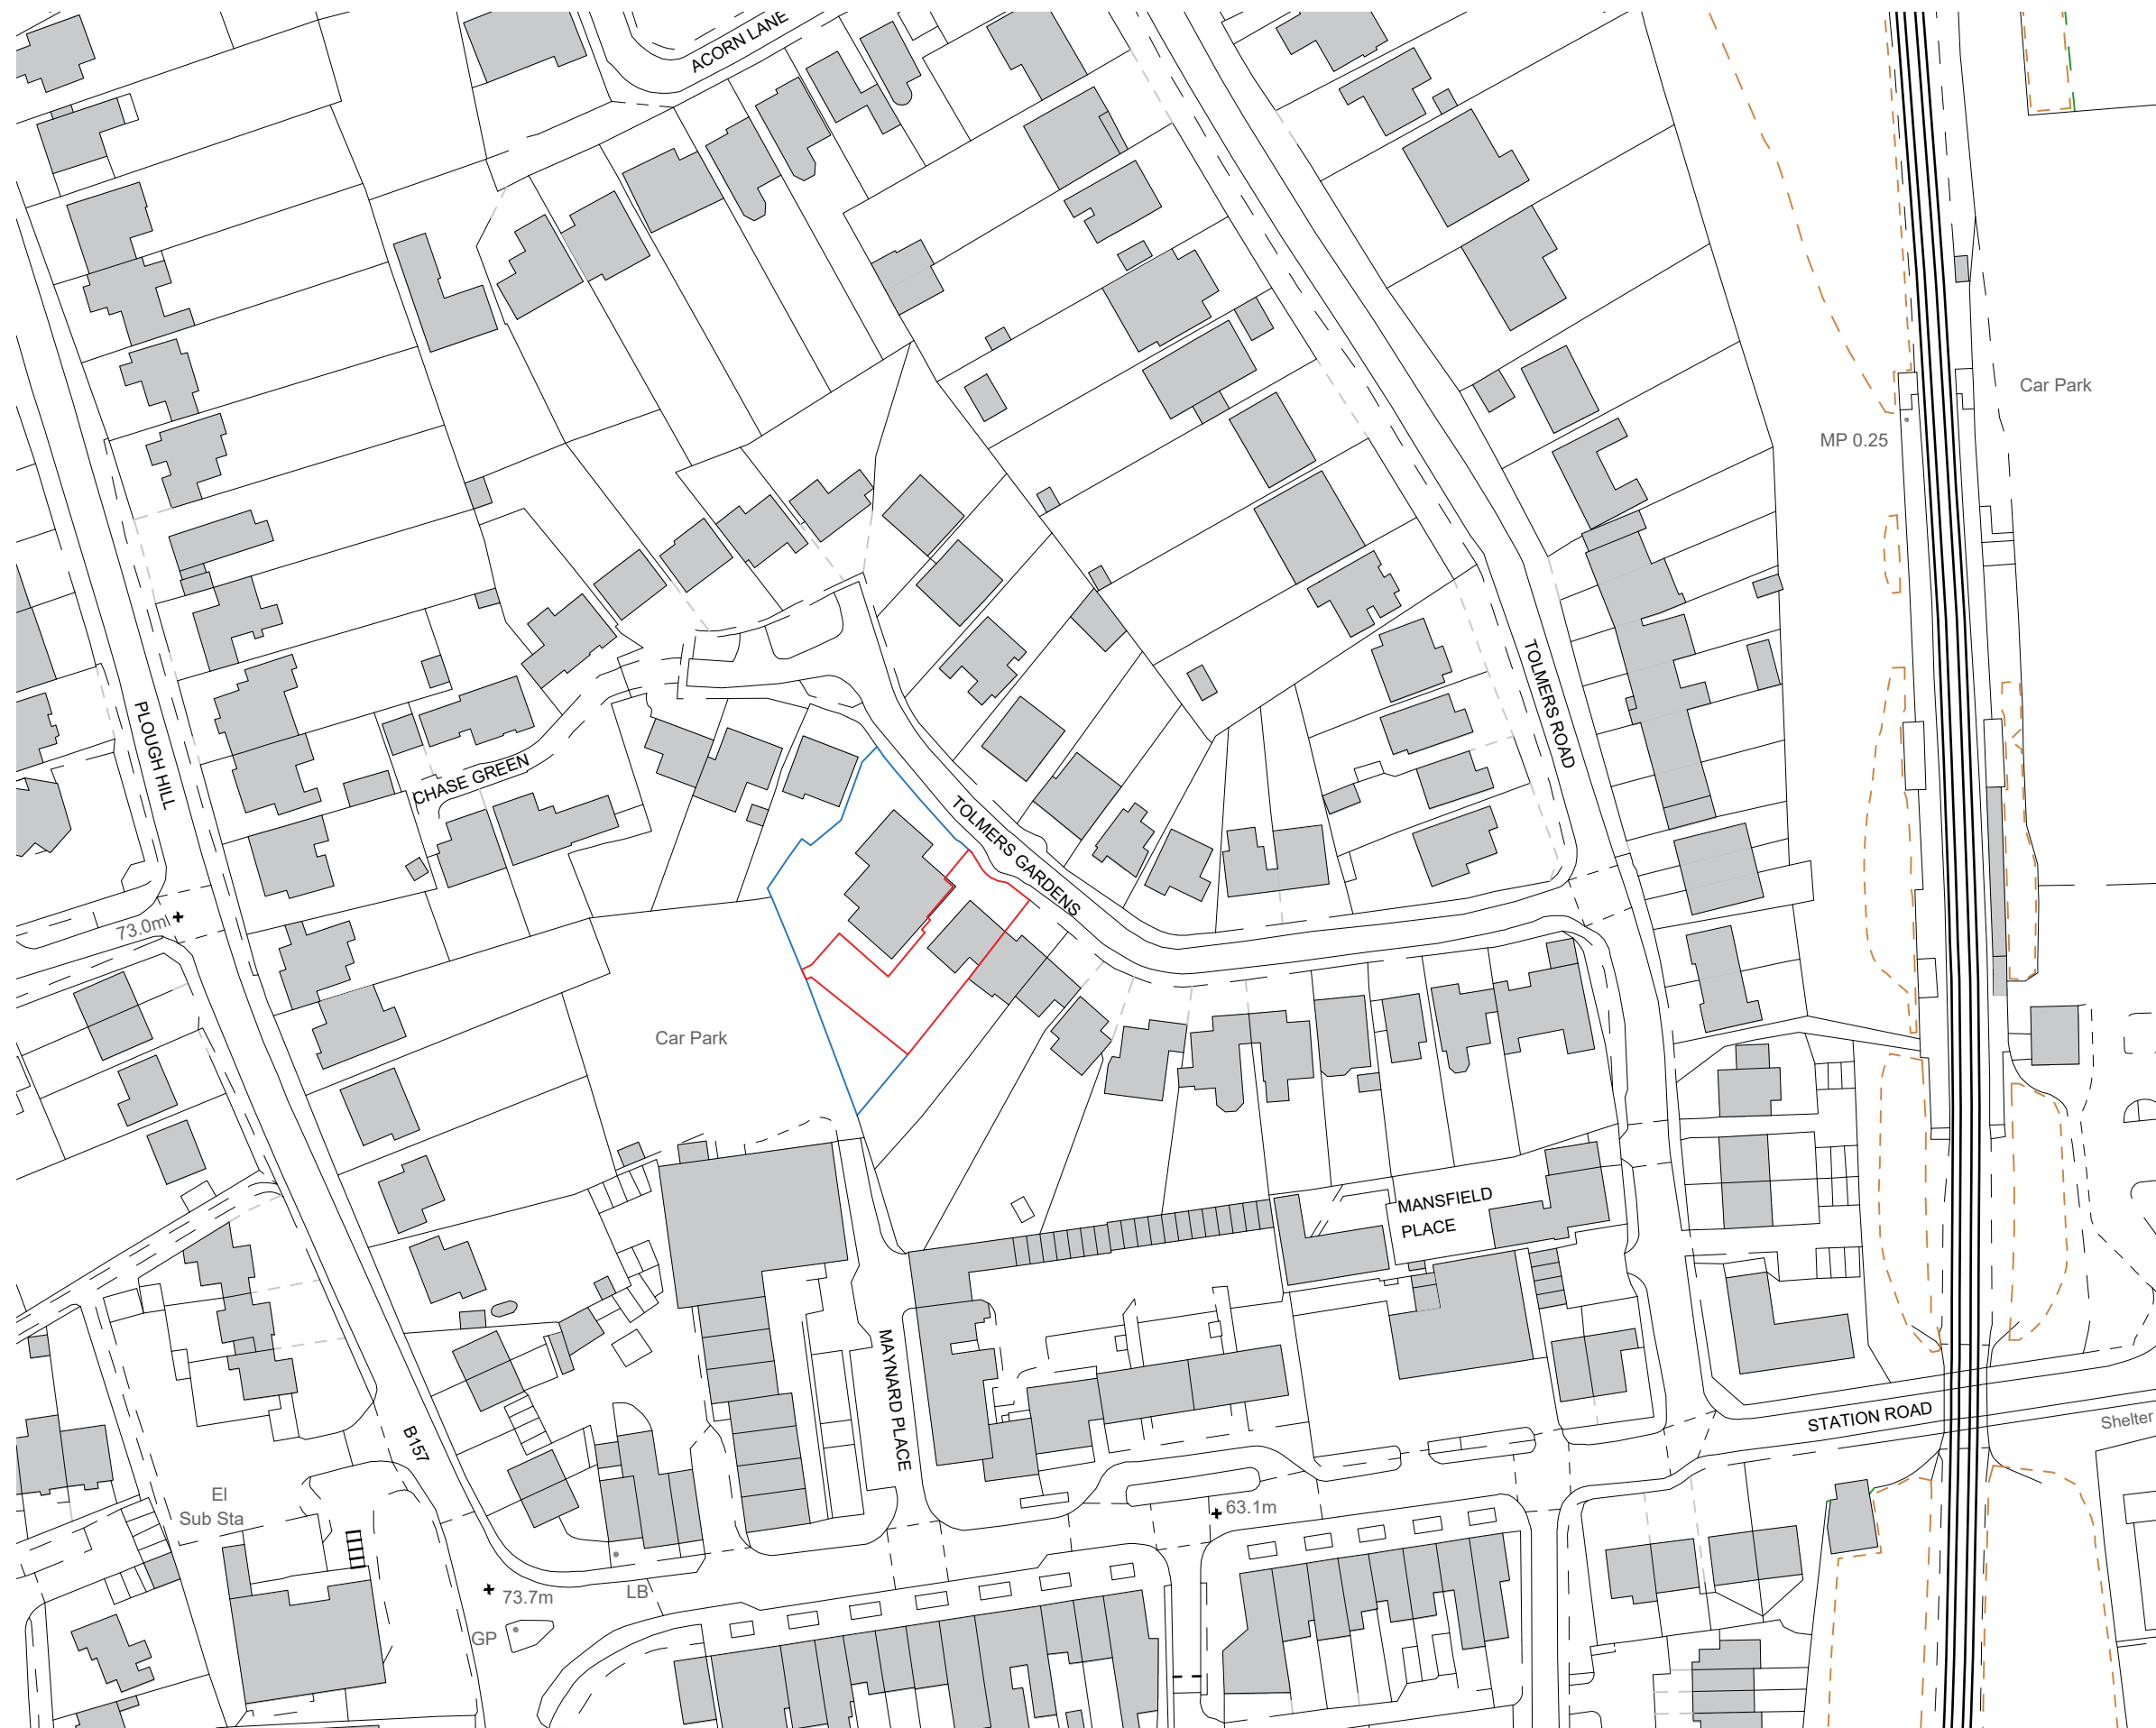 ACORN LANE
Car Park
MP 0.25
TOLMERS ROAD
PLOUGH HILL
CHASE GREEN
TOLMERS GARDENS
73.0m
Car Park
MANSFIELD
PLACE
MAYNARD PLACE
B157
STATION ROAD
Shelter
El
Sub Sta
63.1m
LB
73.7m
GP